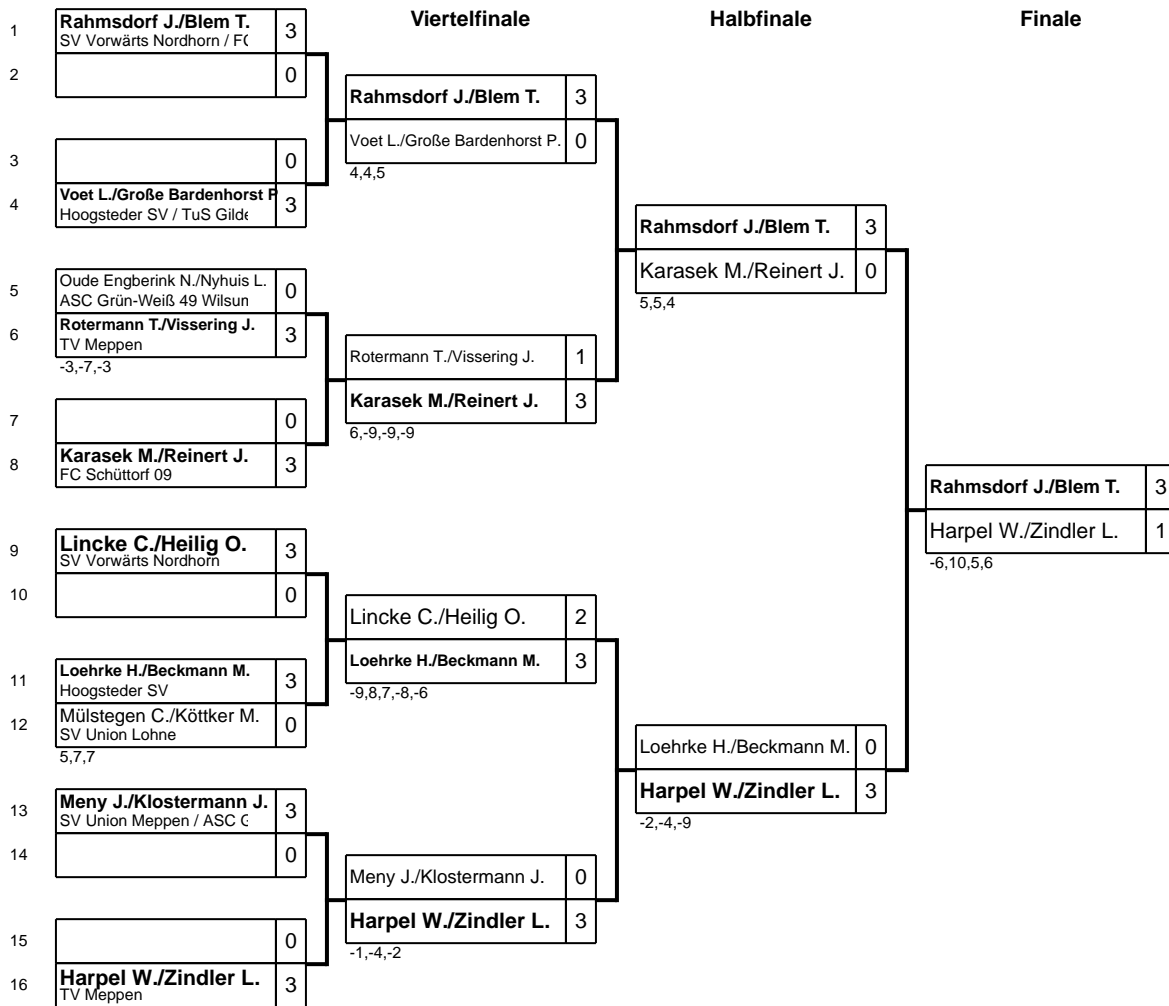 Viertelfinale Halbfinale Finale
1 Rahmsdorf J./Blem T. 3
SV Vorwärts Nordhorn / FC
2 0
Rahmsdorf J./Blem T. 3
Voet L./Große Bardenhorst P. 0
4,4,5
3 0
4 Voet L./Große Bardenhorst P 3
Hoogsteder SV / TuS Gilde
Rahmsdorf J./Blem T. 3
Karasek M./Reinert J. 0
5,5,4
5 Oude Engberink N./Nyhuis L. 0
ASC Grün-Weiß 49 Wilsum
6 Rotermann T./Vissering J. 3
TV Meppen
-3,-7,-3
Rotermann T./Vissering J. 1
Karasek M./Reinert J. 3
6,-9,-9,-9
7 0
8 Karasek M./Reinert J. 3
FC Schüttorf 09
Rahmsdorf J./Blem T. 3
Harpel W./Zindler L. 1
-6,10,5,6
9 Lincke C./Heilig O. 3
SV Vorwärts Nordhorn
10 0
Lincke C./Heilig O. 2
Loehrke H./Beckmann M. 3
-9,8,7,-8,-6
11 Loehrke H./Beckmann M. 3
Hoogsteder SV
12 Mülstegen C./Köttker M. 0
SV Union Lohne
5,7,7
Loehrke H./Beckmann M. 0
Harpel W./Zindler L. 3
-2,-4,-9
13 Meny J./Klostermann J. 3
SV Union Meppen / ASC G
14 0
Meny J./Klostermann J. 0
Harpel W./Zindler L. 3
-1,-4,-2
15 0
16 Harpel W./Zindler L. 3
TV Meppen